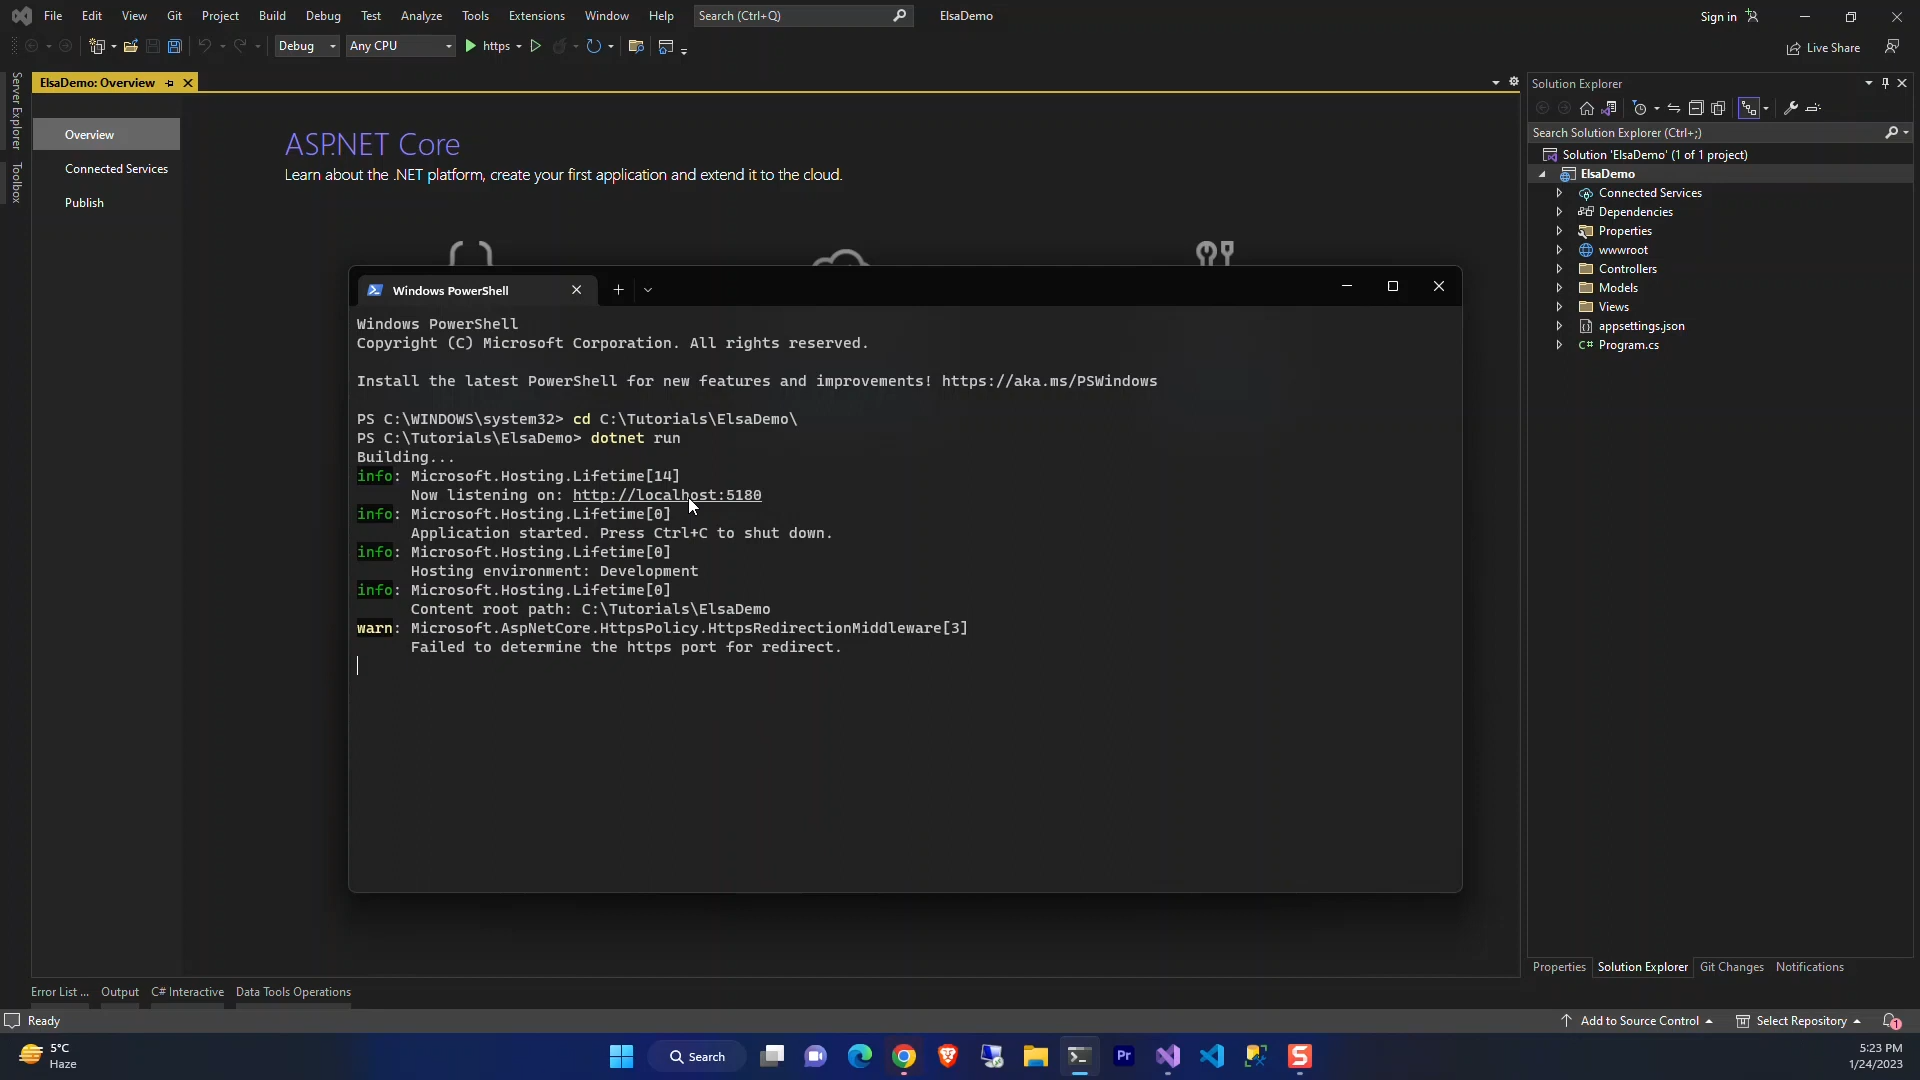 File Edit View Git Project Build Debug Test Analyze Tools Extensions Window Help Search (Ctrl+Q) ElsaDemo Sign in
Debug Any CPU https Live Share
Server Explorer
Toolbox
ElsaDemo: Overview
Overview
Connected Services
Publish
ASP.NET Core
Learn about the .NET platform, create your first application and extend it to the cloud.
Windows PowerShell
Windows PowerShell
Copyright (C) Microsoft Corporation. All rights reserved.
Install the latest PowerShell for new features and improvements! https://aka.ms/PSWindows
PS C:\WINDOWS\system32> cd C:\Tutorials\ElsaDemo\
PS C:\Tutorials\ElsaDemo> dotnet run
Building...
info: Microsoft.Hosting.Lifetime[14]
Now listening on: http://localhost:5180
info: Microsoft.Hosting.Lifetime[0]
Application started. Press Ctrl+C to shut down.
info: Microsoft.Hosting.Lifetime[0]
Hosting environment: Development
info: Microsoft.Hosting.Lifetime[0]
Content root path: C:\Tutorials\ElsaDemo
warn: Microsoft.AspNetCore.HttpsPolicy.HttpsRedirectionMiddleware[3]
Failed to determine the https port for redirect.
Solution Explorer
Search Solution Explorer (Ctrl+;)
Solution 'ElsaDemo' (1 of 1 project)
ElsaDemo
Connected Services
Dependencies
Properties
wwwroot
Controllers
Models
Views
appsettings.json
C# Program.cs
Properties Solution Explorer Git Changes Notifications
Error List ... Output C# Interactive Data Tools Operations
Ready Add to Source Control Select Repository 1
5°C
Haze
Search
Pr
S
5:23 PM
1/24/2023